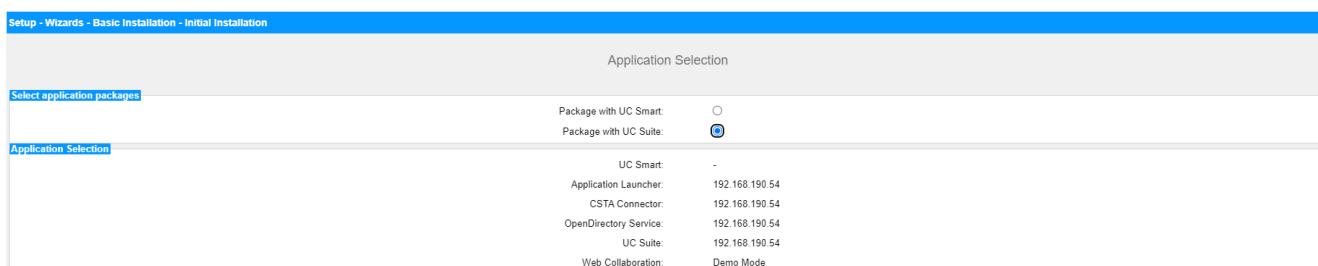 Setup - Wizards - Basic Installation - Initial Installation
Application Selection
Select application packages
Package with UC Smart:
Package with UC Suite:
Application Selection
UC Smart: -
Application Launcher: 192.168.190.54
CSTA Connector: 192.168.190.54
OpenDirectory Service: 192.168.190.54
UC Suite: 192.168.190.54
Web Collaboration: Demo Mode